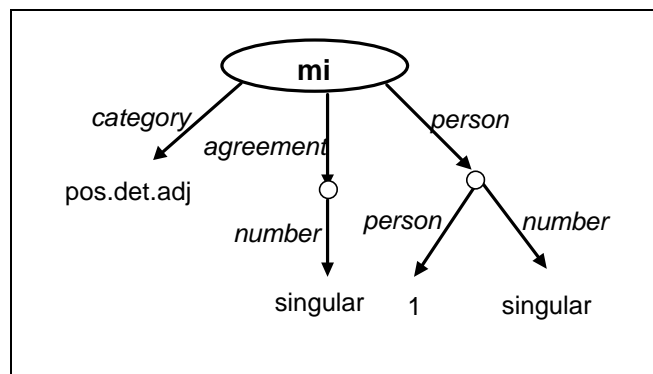 mi
category
agreement
person
pos.det.adj
number
person
number
singular
1
singular